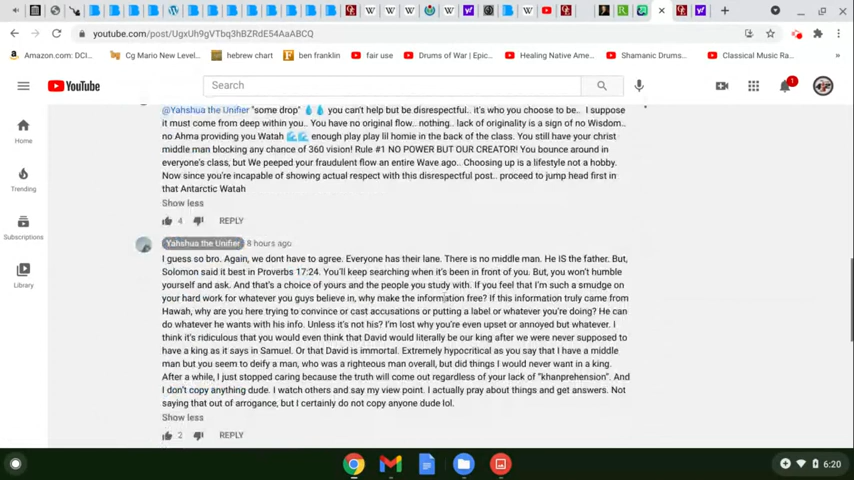 youtube.com/post/UgxUh9gVTbq3hBZRdE54AaABCQ
Amazon.com: DCI...
Cg Mario New Level...
hebrew chart
ben franklin
fair use
Drums of War | Epic...
Healing Native Ame...
Shamanic Drums...
Classical Music Ra...
YouTube
Search
1
Home
Trending
Subscriptions
Library
@Yahshua the Unifier "some drop" 💧💧 you can't help but be disrespectful.. it's who you choose to be.. I suppose
it must come from deep within you.. You have no original flow.. nothing.. lack of originality is a sign of no Wisdom..
no Ahma providing you Watah 🌊🌊 enough play play lil homie in the back of the class. You still have your christ
middle man blocking any chance of 360 vision! Rule #1 NO POWER BUT OUR CREATOR! You bounce around in
everyone's class, but We peeped your fraudulent flow an entire Wave ago.. Choosing up is a lifestyle not a hobby.
Now since you're incapable of showing actual respect with this disrespectful post.. proceed to jump head first in
that Antarctic Watah
Show less
4 REPLY
Yahshua the Unifier 8 hours ago
I guess so bro. Again, we dont have to agree. Everyone has their lane. There is no middle man. He IS the father. But,
Solomon said it best in Proverbs 17:24. You'll keep searching when it's been in front of you. But, you won't humble
yourself and ask. And that's a choice of yours and the people you study with. If you feel that I'm such a smudge on
your hard work for whatever you guys believe in, why make the information free? If this information truly came from
Hawah, why are you here trying to convince or cast accusations or putting a label or whatever you're doing? He can
do whatever he wants with his info. Unless it's not his? I'm lost why you're even upset or annoyed but whatever. I
think it's ridiculous that you would even think that David would literally be our king after we were never supposed to
have a king as it says in Samuel. Or that David is immortal. Extremely hypocritical as you say that I have a middle
man but you seem to deify a man, who was a righteous man overall, but did things I would never want in a king.
After a while, I just stopped caring because the truth will come out regardless of your lack of "khanprehension". And
I don't copy anything dude. I watch others and say my view point. I actually pray about things and get answers. Not
saying that out of arrogance, but I certainly do not copy anyone dude lol.
Show less
2 REPLY
6:20